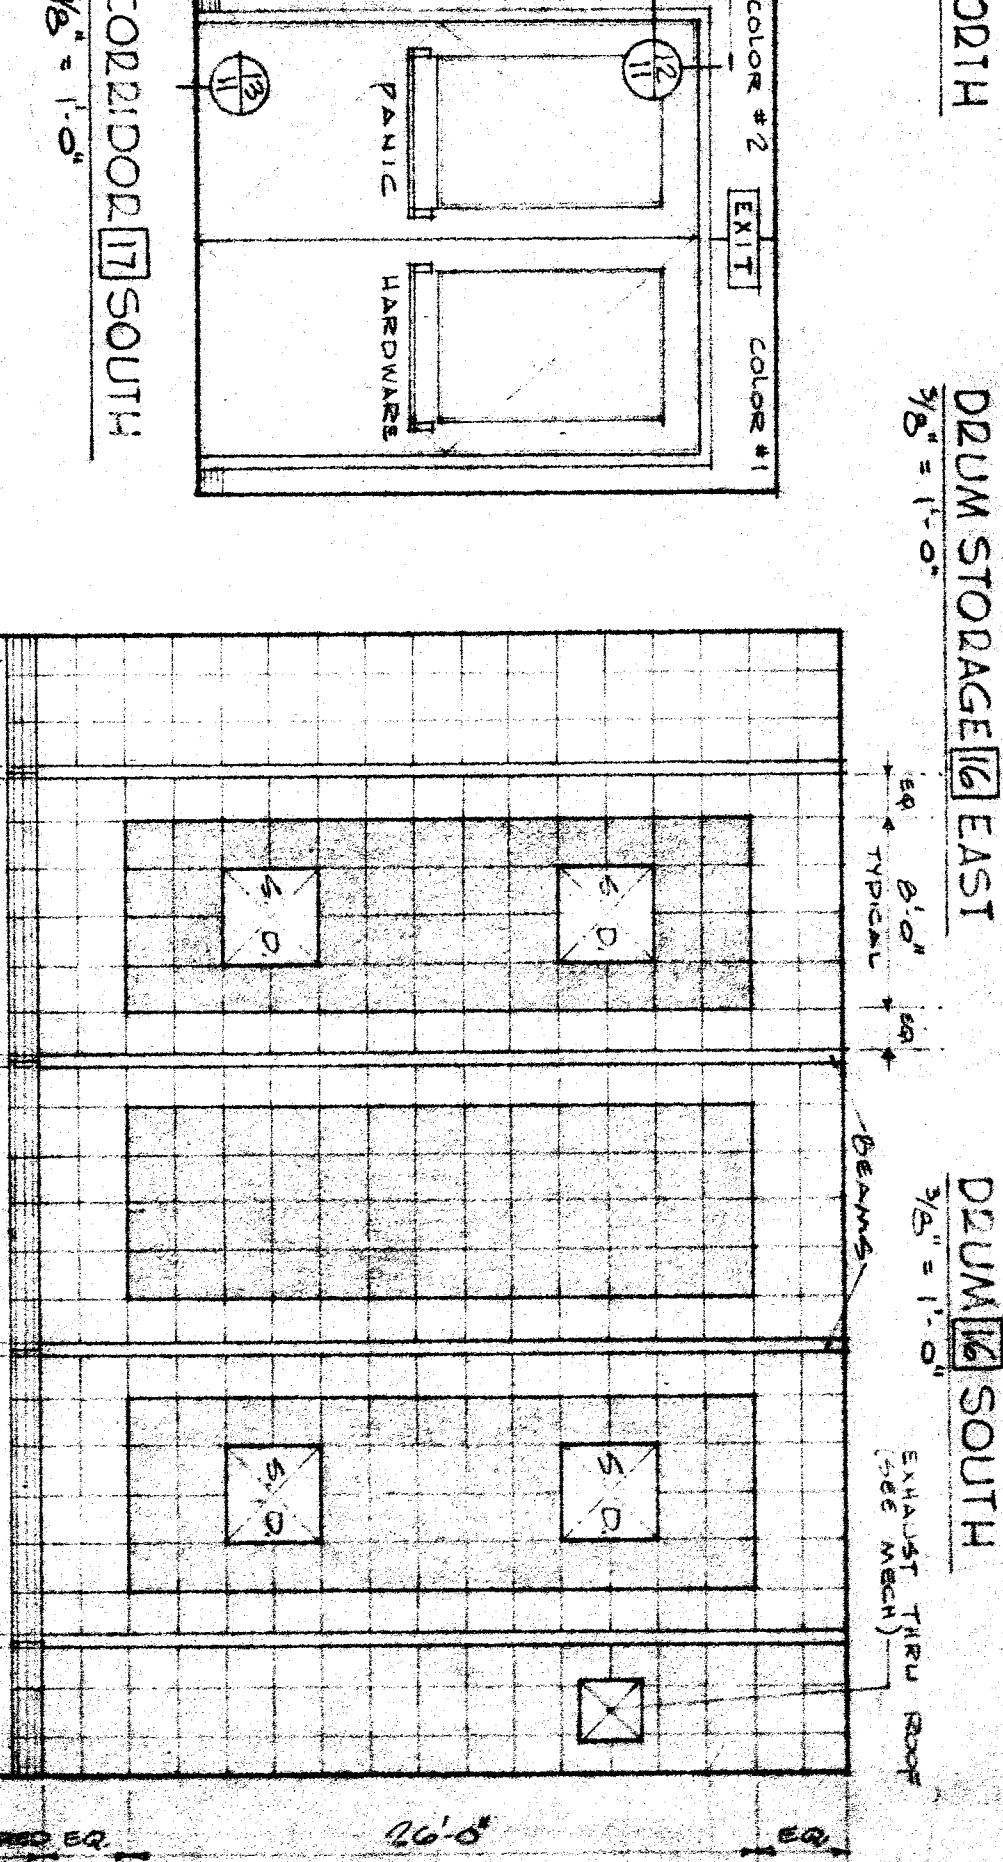 DRUM STORAGE 16 EAST
3/8" = 1'-0"
DRUM 16 SOUTH
3/8" = 1'-0"
COLOR #2
EXIT
COLOR #1
12
11
PANIC
HARDWARE
13
11
CORRIDOR 17 SOUTH
3/8" = 1'-0"
EQ
8'-0"
EQ
TYPICAL
BEAMS
EXHAUST THRU ROOF
(SEE MECH)
S. D.
S. D.
S. D.
S. D.
EQ.
26'-0"
EQ.